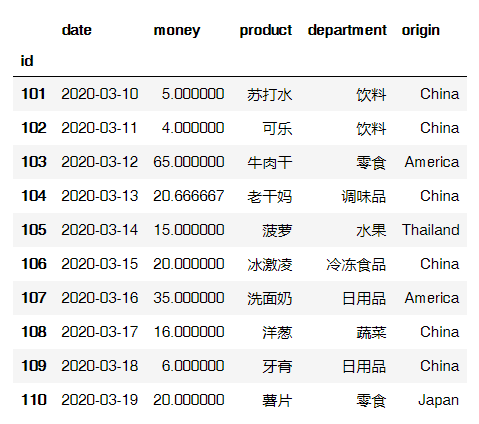 date money product department origin
id
101 2020-03-10 5.000000 苏打水 饮料 China
102 2020-03-11 4.000000 可乐 饮料 China
103 2020-03-12 65.000000 牛肉干 零食 America
104 2020-03-13 20.666667 老干妈 调味品 China
105 2020-03-14 15.000000 菠萝 水果 Thailand
106 2020-03-15 20.000000 冰激凌 冷冻食品 China
107 2020-03-16 35.000000 洗面奶 日用品 America
108 2020-03-17 16.000000 洋葱 蔬菜 China
109 2020-03-18 6.000000 牙膏 日用品 China
110 2020-03-19 20.000000 薯片 零食 Japan